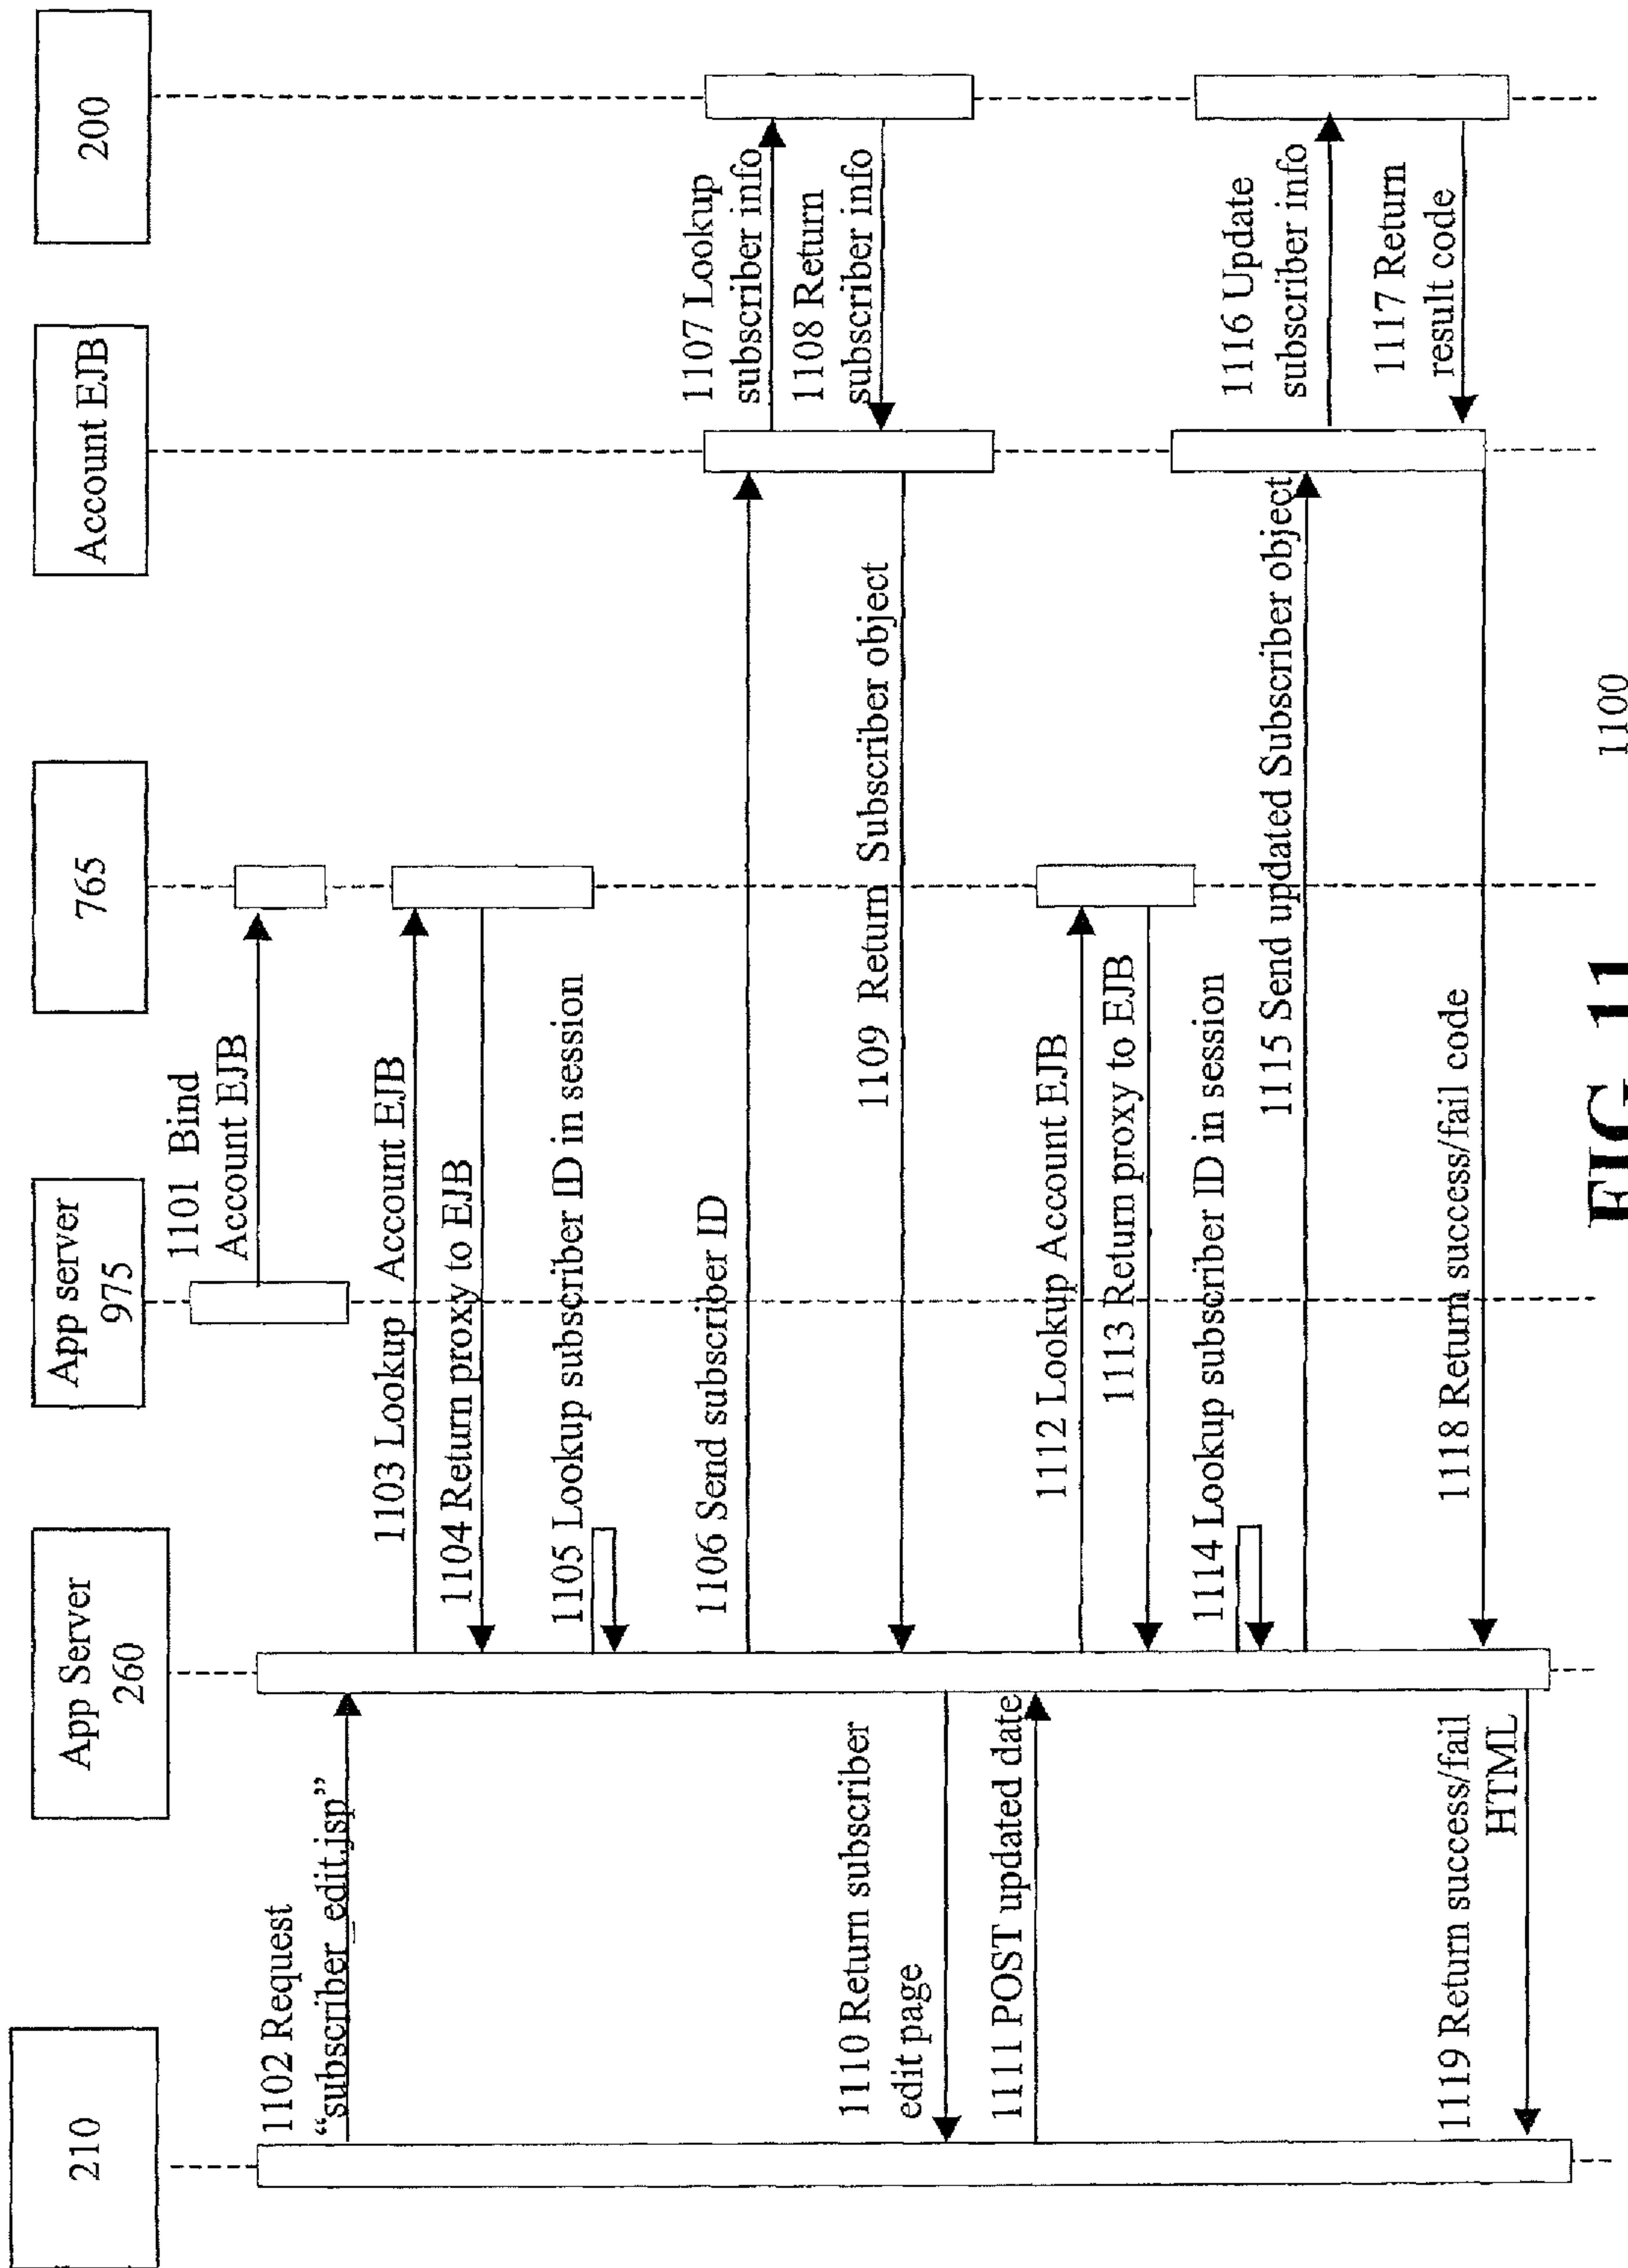 210
App Server
260
App server
975
765
Account EJB
200
1101 Bind
Account EJB
1102 Request
“subscriber_edit.jsp”
1103 Lookup Account EJB
1104 Return proxy to EJB
1105 Lookup subscriber ID in session
1106 Send subscriber ID
1107 Lookup
subscriber info
1108 Return
subscriber info
1109 Return Subscriber object
1110 Return subscriber
edit page
1111 POST updated date
1112 Lookup Account EJB
1113 Return proxy to EJB
1114 Lookup subscriber ID in session
1115 Send updated Subscriber object
1116 Update
subscriber info
1117 Return
result code
1118 Return success/fail code
1119 Return success/fail
HTML
FIG. 11
1100